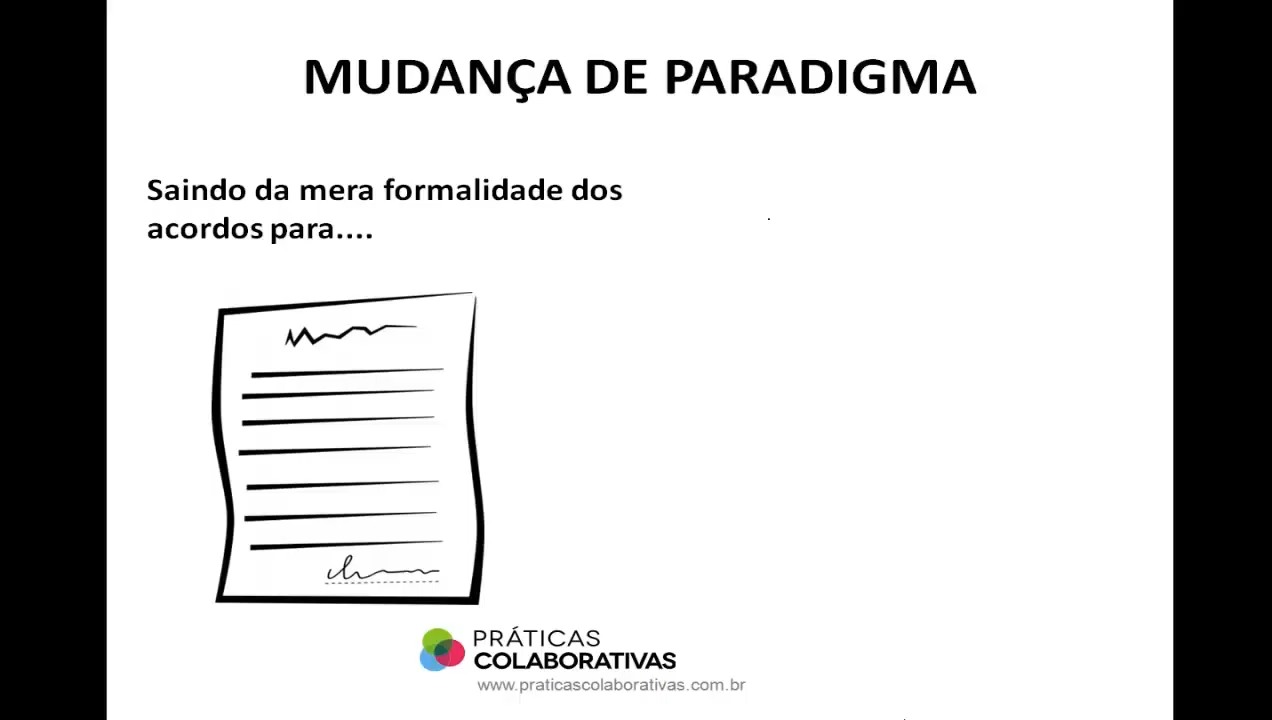 MUDANÇA DE PARADIGMA
Saindo da mera formalidade dos
acordos para....
PRÁTICAS
COLABORATIVAS
www.praticascolaborativas.com.br